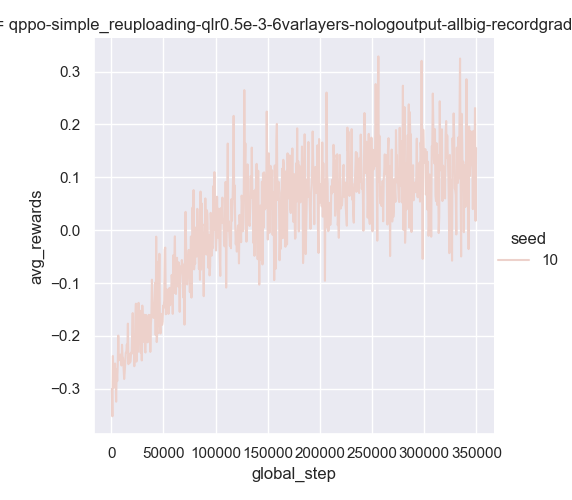 = qppo-simple_reuploading-qlr0.5e-3-6varlayers-nologoutput-allbig-recordgrad
0.3
0.2
0.1
0.0
−0.1
−0.2
−0.3
avg_rewards
0 50000 100000 150000 200000 250000 300000 350000
global_step
seed
10